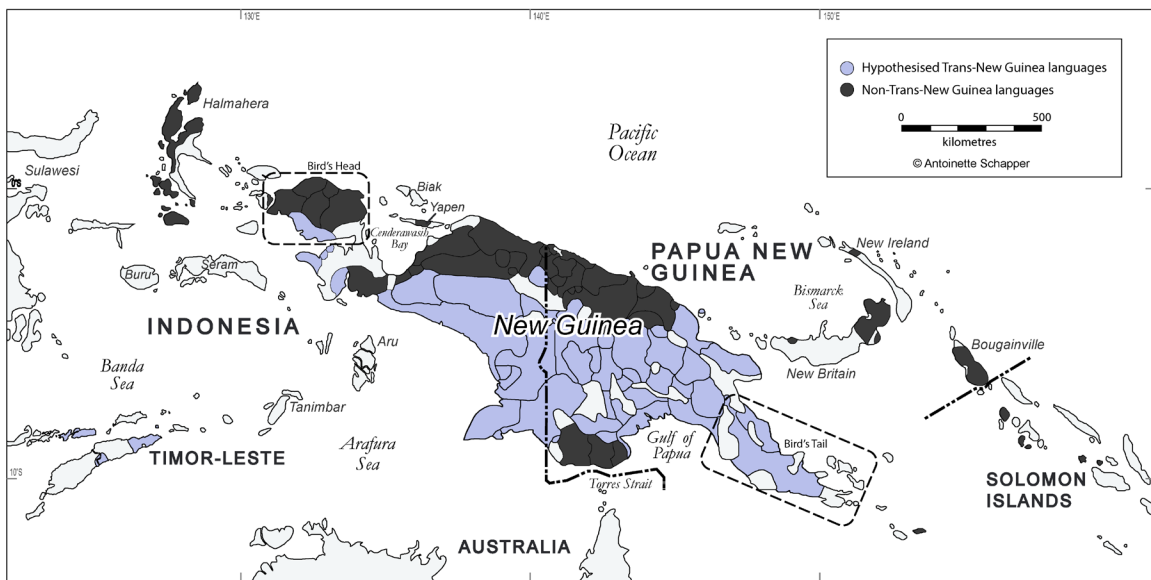 130°E
140°E
150°E
Hypothesised Trans-New Guinea languages
Non-Trans-New Guinea languages
0
500
kilometres
© Antoinette Schapper
Halmahera
Pacific
Ocean
Sulawesi
0°S
Bird's Head
Biak
Yapen
Cenderawasih
Bay
PAPUA NEW
GUINEA
New Ireland
Buru
Seram
Bismarck
Sea
INDONESIA
New Guinea
Aru
Bougainville
Banda
Sea
New Britain
Tanimbar
Arafura
Sea
Gulf of
Papua
Bird's Tail
TIMOR-LESTE
10°S
Torres Strait
SOLOMON
ISLANDS
AUSTRALIA